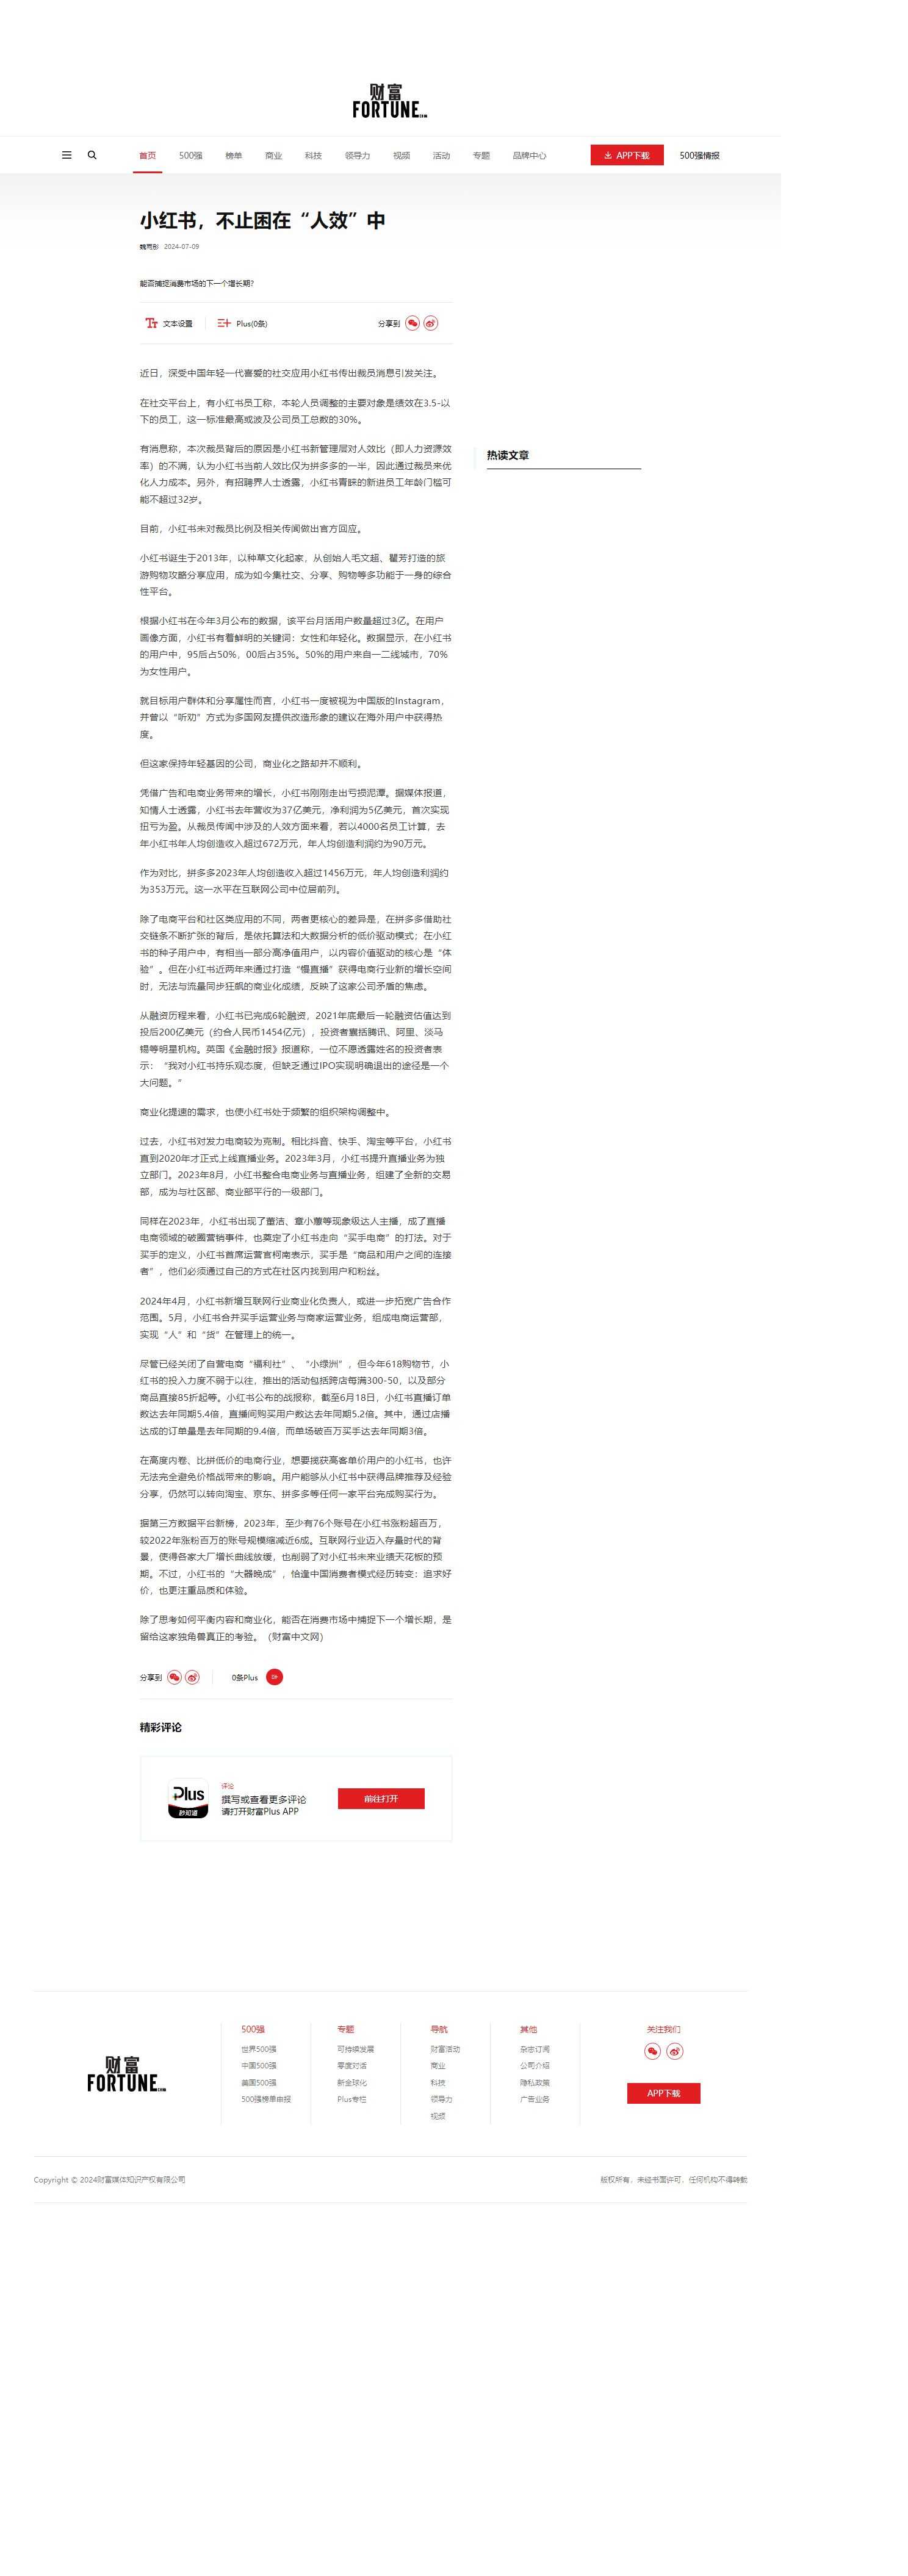 财富
FORTUNE.COM
首页 500强 榜单 商业 科技 领导力 视频 活动 专题 品牌中心 APP下载 500强情报
小红书，不止困在“人效”中
2024-07-09
能否捕捉消费市场的下一个增长期？
文本设置 Plus(0条) 分享到
近日，深受中国年轻一代喜爱的社交应用小红书传出裁员消息引发关注。
在社交平台上，有小红书员工称，本轮人员调整的主要对象是绩效在3.5-以
下的员工，这一标准最高或波及公司员工总数的30%。
有消息称，本次裁员背后的原因是小红书新管理层对人效比（即人力资源效
率）的不满，认为小红书当前人效比仅为拼多多的一半，因此通过裁员来优
化人力成本。另外，有招聘界人士透露，小红书青睐的新进员工年龄门槛可
能不超过32岁。
目前，小红书未对裁员比例及相关传闻做出官方回应。
小红书诞生于2013年，以种草文化起家，从创始人毛文超、瞿芳打造的旅
游购物攻略分享应用，成为如今集社交、分享、购物等多功能于一身的综合
性平台。
根据小红书在今年3月公布的数据，该平台月活用户数量超过3亿。在用户
画像方面，小红书有着鲜明的关键词：女性和年轻化。数据显示，在小红书
的用户中，95后占50%，00后占35%。50%的用户来自一二线城市，70%
为女性用户。
就目标用户群体和分享属性而言，小红书一度被视为中国版的Instagram，
并曾以“听劝”方式为多国网友提供改造形象的建议在海外用户中获得热
度。
但这家保持年轻基因的公司，商业化之路却并不顺利。
凭借广告和电商业务带来的增长，小红书刚刚走出亏损泥潭。据媒体报道，
知情人士透露，小红书去年营收为37亿美元，净利润为5亿美元，首次实现
扭亏为盈。从裁员传闻中涉及的人效方面来看，若以4000名员工计算，去
年小红书年人均创造收入超过672万元，年人均创造利润约为90万元。
作为对比，拼多多2023年人均创造收入超过1456万元，年人均创造利润约
为353万元。这一水平在互联网公司中位居前列。
除了电商平台和社区类应用的不同，两者更核心的差异是，在拼多多借助社
交链条不断扩张的背后，是依托算法和大数据分析的低价驱动模式；在小红
书的种子用户中，有相当一部分高净值用户，以内容价值驱动的核心是“体
验”。但在小红书近两年来通过打造“慢直播”获得电商行业新的增长空间
时，无法与流量同步狂飙的商业化成绩，反映了这家公司矛盾的焦虑。
从融资历程来看，小红书已完成6轮融资，2021年底最后一轮融资估值达到
投后200亿美元（约合人民币1454亿元），投资者囊括腾讯、阿里、淡马
锡等明星机构。英国《金融时报》报道称，一位不愿透露姓名的投资者表
示：“我对小红书持乐观态度，但缺乏通过IPO实现明确退出的途径是一个
大问题。”
商业化提速的需求，也使小红书处于频繁的组织架构调整中。
过去，小红书对发力电商较为克制。相比抖音、快手、淘宝等平台，小红书
直到2020年才正式上线直播业务。2023年3月，小红书提升直播业务为独
立部门。2023年8月，小红书整合电商业务与直播业务，组建了全新的交易
部，成为与社区部、商业部平行的一级部门。
同样在2023年，小红书出现了董洁、章小蕙等现象级达人主播，成了直播
电商领域的破圈营销事件，也奠定了小红书走向“买手电商”的打法。对于
买手的定义，小红书首席运营官柯南表示，买手是“商品和用户之间的连接
者”，他们必须通过自己的方式在社区内找到用户和粉丝。
2024年4月，小红书新增互联网行业商业化负责人，或进一步拓宽广告合作
范围。5月，小红书合并买手运营业务与商家运营业务，组成电商运营部，
实现“人”和“货”在管理上的统一。
尽管已经关闭了自营电商“福利社”、“小绿洲”，但今年618购物节，小
红书的投入力度不弱于以往，推出的活动包括跨店每满300-50，以及部分
商品直接85折起等。小红书公布的战报称，截至6月18日，小红书直播订单
数达去年同期5.4倍，直播间购买用户数达去年同期5.2倍。其中，通过店播
达成的订单量是去年同期的9.4倍，而单场破百万买手达去年同期3倍。
在高度内卷、比拼低价的电商行业，想要揽获高客单价用户的小红书，也许
无法完全避免价格战带来的影响。用户能够从小红书中获得品牌推荐及经验
分享，仍然可以转向淘宝、京东、拼多多等任何一家平台完成购买行为。
据第三方数据平台新榜，2023年，至少有76个账号在小红书涨粉超百万，
较2022年涨粉百万的账号规模缩减近6成。互联网行业迈入存量时代的背
景，使得各家大厂增长曲线放缓，也削弱了对小红书未来业绩天花板的预
期。不过，小红书的“大器晚成”，恰逢中国消费者模式经历转变：追求好
价，也更注重品质和体验。
除了思考如何平衡内容和商业化，能否在消费市场中捕捉下一个增长期，是
留给这家独角兽真正的考验。（财富中文网）
分享到 0条Plus
精彩评论
Plus
评论
撰写或查看更多评论
请打开财富Plus APP
前往打开
热读文章
财富
FORTUNE.COM
500强
世界500强
中国500强
美国500强
500强榜单申报
专题
可持续发展
零度对话
新全球化
Plus专栏
导航
财富活动
商业
科技
领导力
视频
其他
杂志订阅
公司介绍
隐私政策
广告业务
关注我们
APP下载
Copyright © 2024财富媒体知识产权有限公司
版权所有，未经书面许可，任何机构不得转载